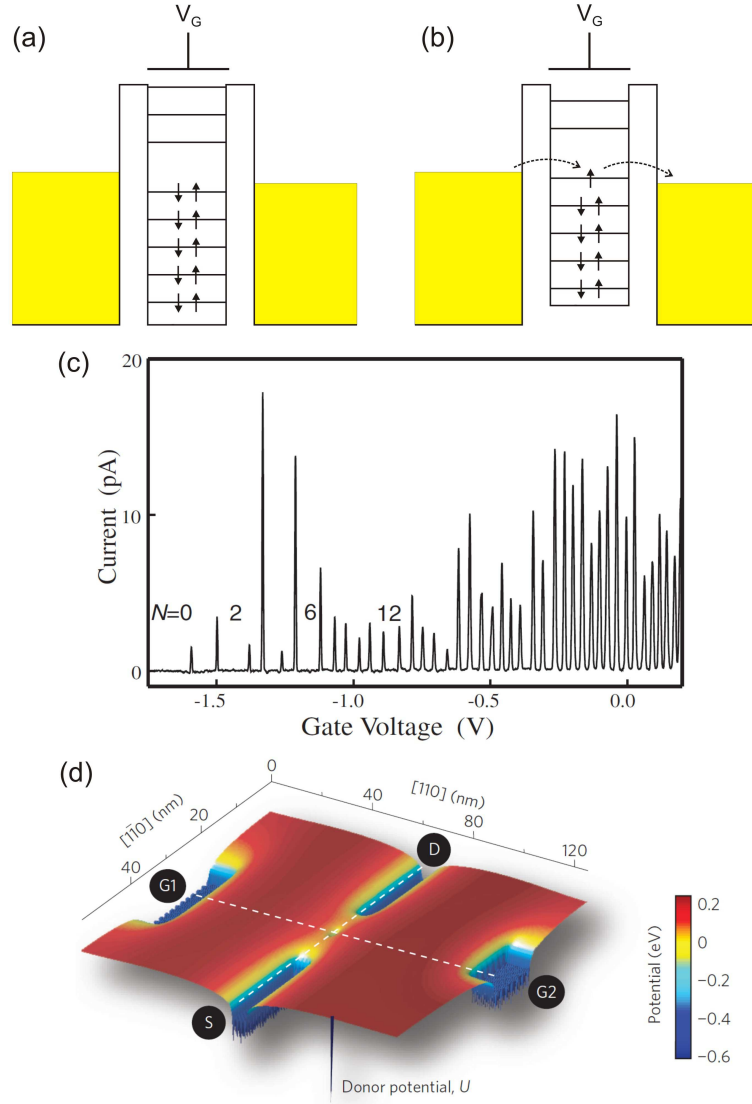 (a)
V_G
(b)
V_G
(c)
20
10
0
Current (pA)
N=0
2
6
12
-1.5
-1.0
-0.5
0.0
Gate Voltage (V)
(d)
0
[1̄10] (nm)
20
40
[110] (nm)
40
80
120
G1
D
S
G2
Donor potential, U
Potential (eV)
0.2
0
−0.2
−0.4
−0.6